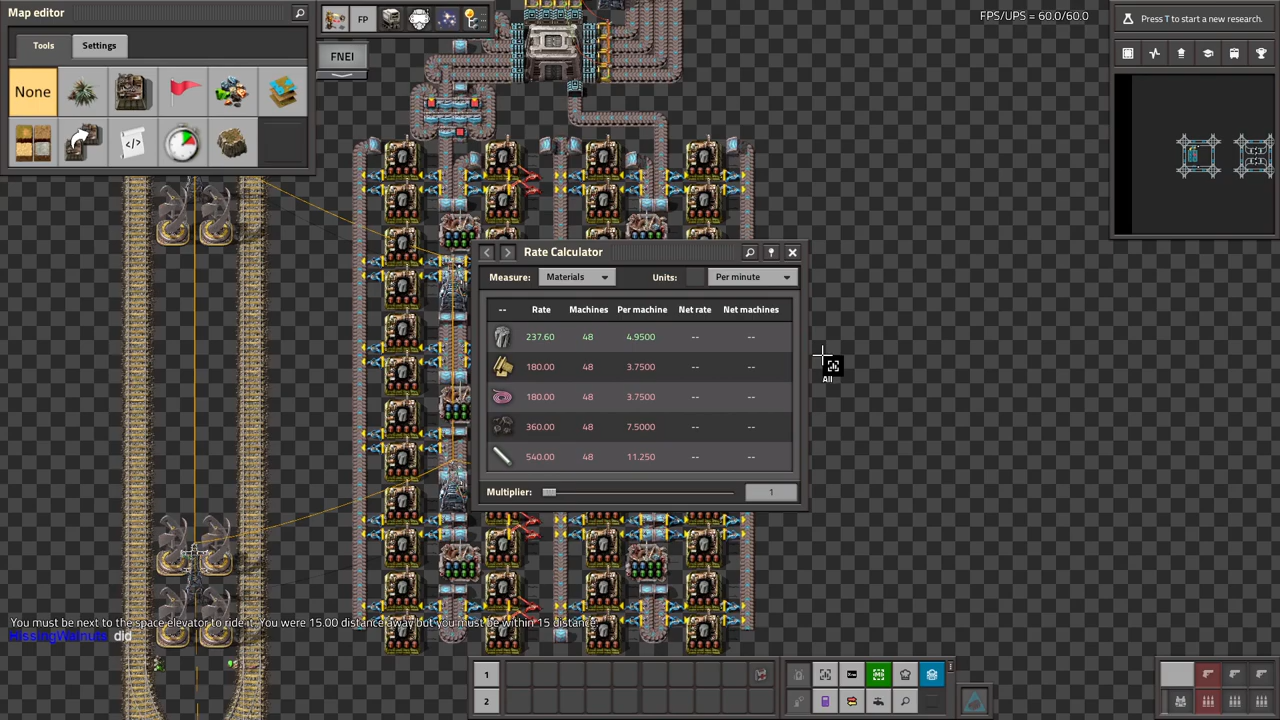 Map editor
Tools
Settings
None
</>
FP
FNEI
FPS/UPS = 60.0/60.0
Press T to start a new research.
Rate Calculator
Measure:
Materials
Units:
Per minute
--
Rate
Machines
Per machine
Net rate
Net machines
237.60 48 4.9500 -- --
180.00 48 3.7500 -- --
180.00 48 3.7500 -- --
360.00 48 7.5000 -- --
540.00 48 11.250 -- --
Multiplier:
1
All
You must be next to the space elevator to ride it. You were 15.00 distance away but you must be within 15 distance.
HissingWalnuts did
1
2